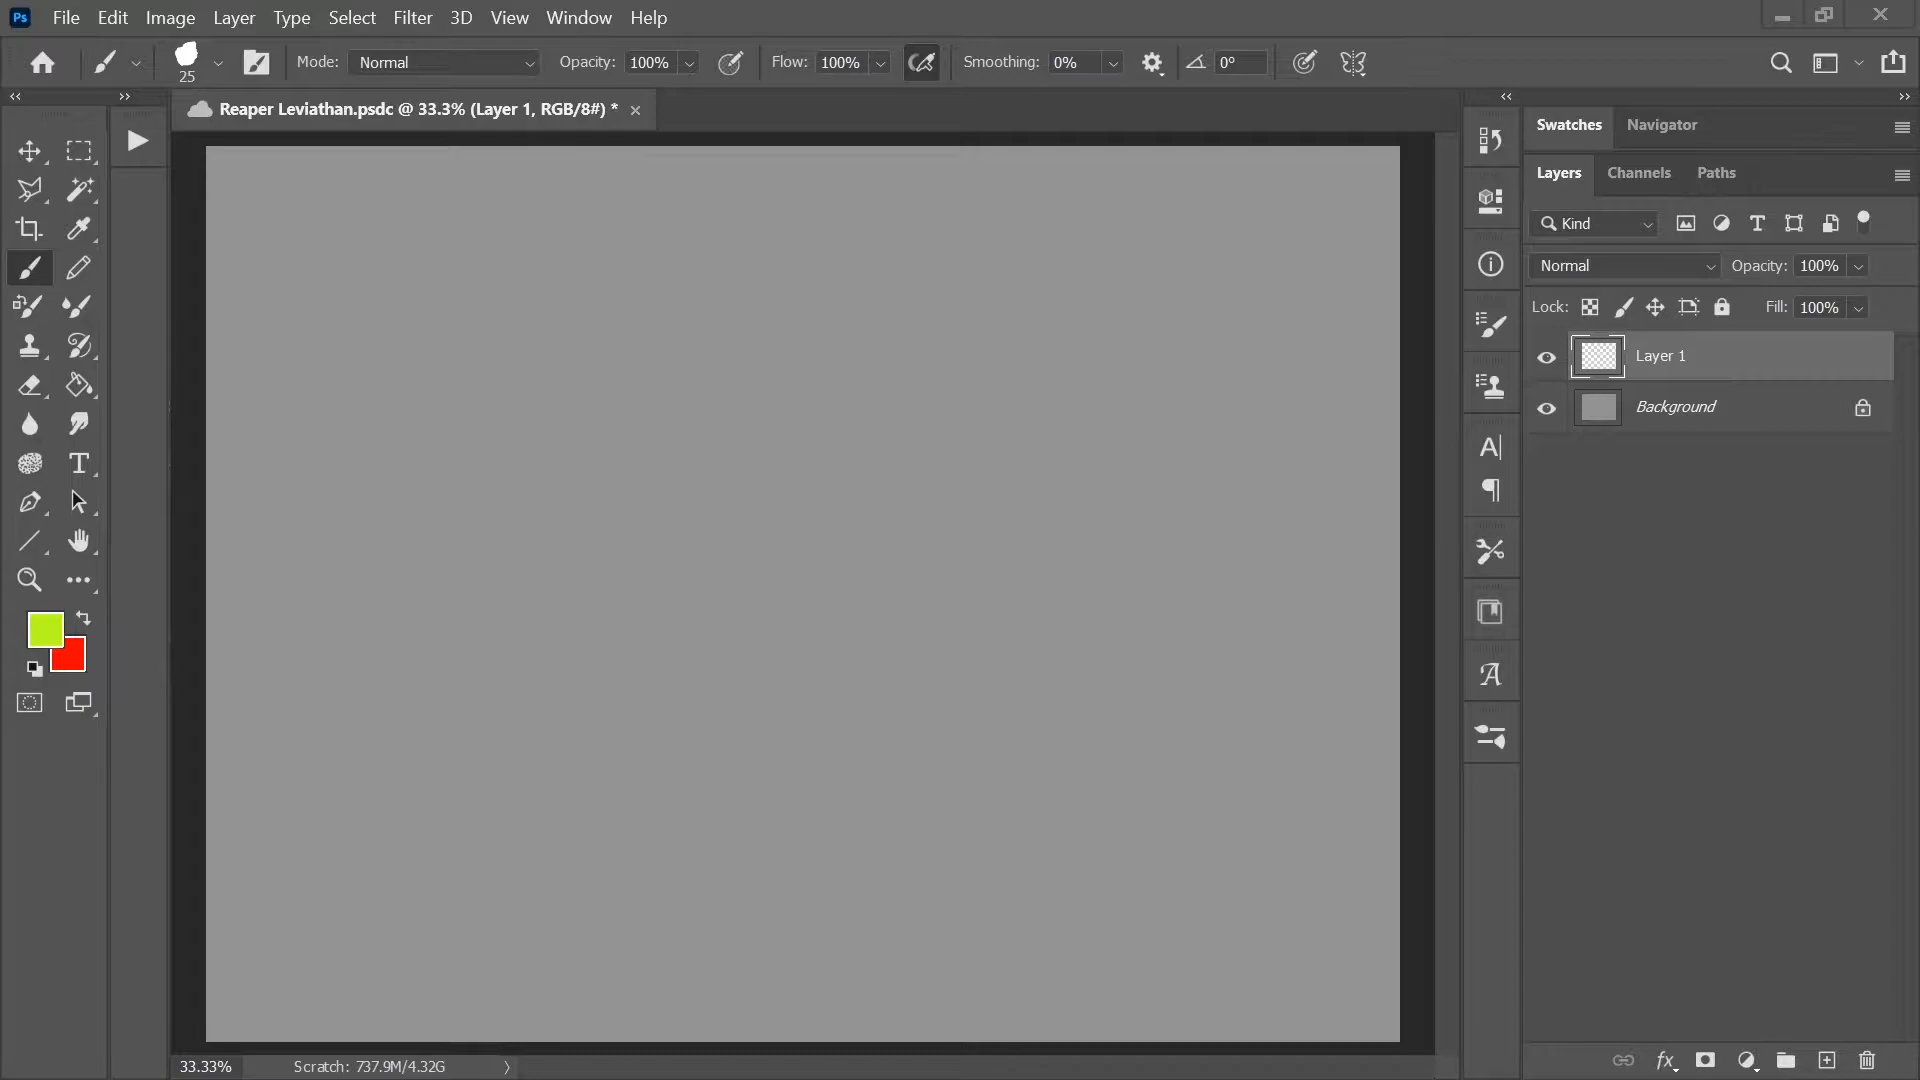 Ps File Edit Image Layer Type Select Filter 3D View Window Help
25 Mode: Normal Opacity: 100% Flow: 100% Smoothing: 0% 0°
Reaper Leviathan.psdc @ 33.3% (Layer 1, RGB/8#) *
Swatches Navigator
Layers Channels Paths
Kind
Normal Opacity: 100%
Lock: Fill: 100%
Layer 1
Background
33.33% Scratch: 737.9M/4.32G